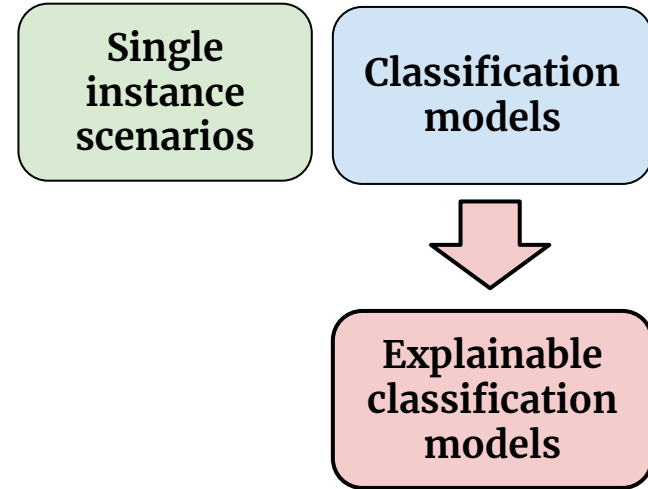 Single
instance
scenarios
Classification
models
Explainable
classification
models